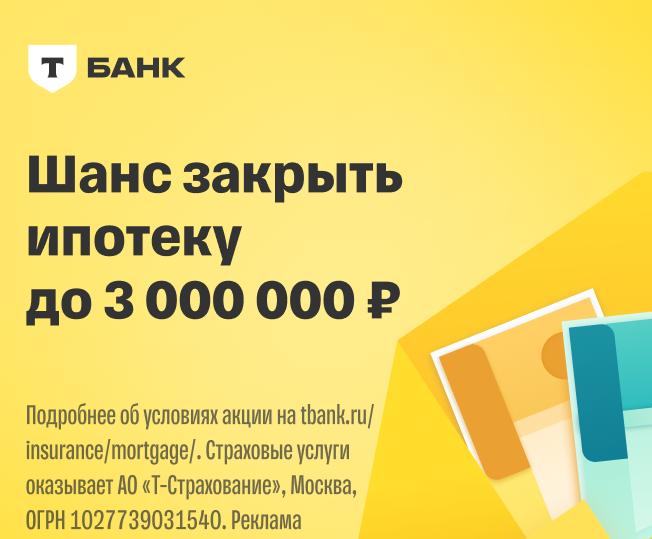 Т БАНК
Шанс закрыть
ипотеку
до 3 000 000 ₽
Подробнее об условиях акции на tbank.ru/
insurance/mortgage/. Страховые услуги
оказывает АО «Т-Страхование», Москва,
ОГРН 1027739031540. Реклама